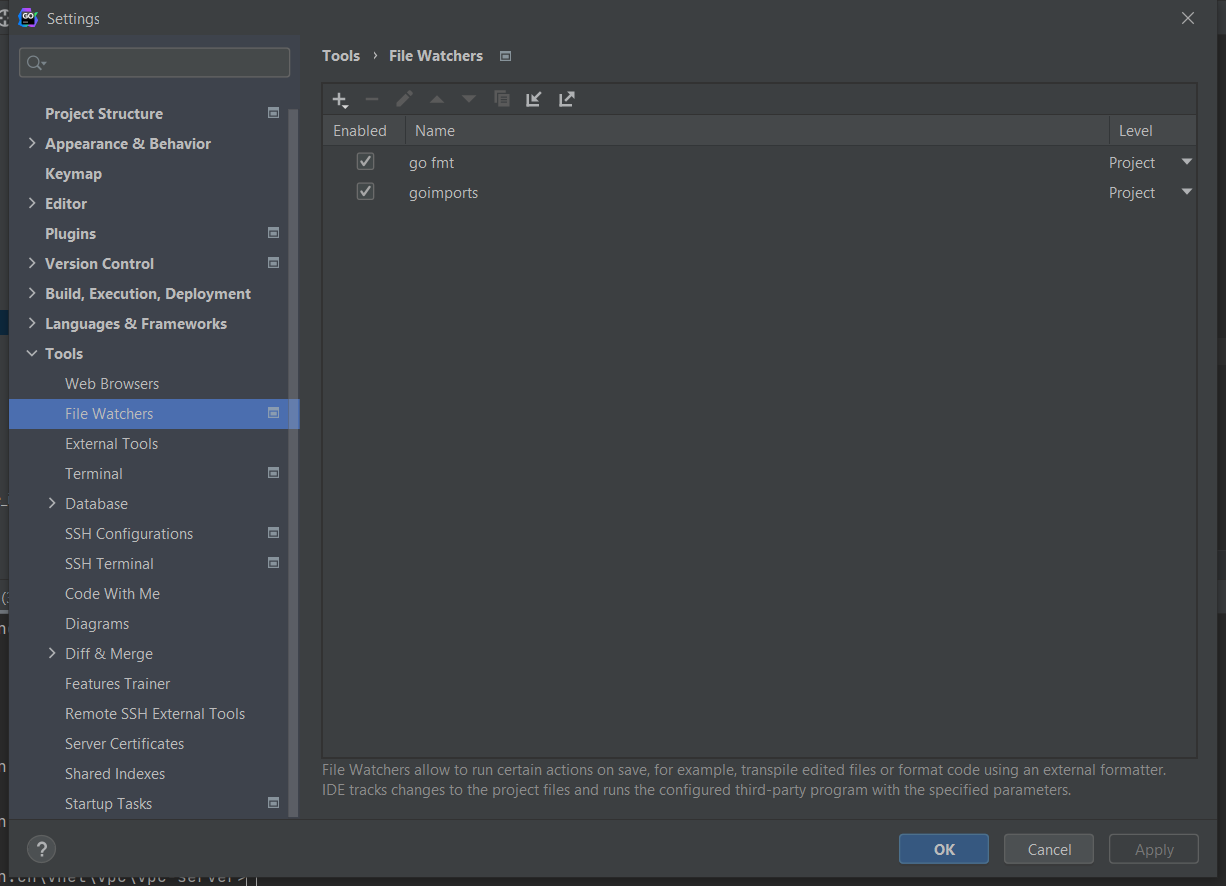 GO
Settings
Tools › File Watchers
Project Structure
Appearance & Behavior
Keymap
Editor
Plugins
Version Control
Build, Execution, Deployment
Languages & Frameworks
Tools
Web Browsers
File Watchers
External Tools
Terminal
Database
SSH Configurations
SSH Terminal
Code With Me
Diagrams
Diff & Merge
Features Trainer
Remote SSH External Tools
Server Certificates
Shared Indexes
Startup Tasks
Enabled Name Level
go fmt Project
goimports Project
File Watchers allow to run certain actions on save, for example, transpile edited files or format code using an external formatter.
IDE tracks changes to the project files and runs the configured third-party program with the specified parameters.
?
OK Cancel Apply